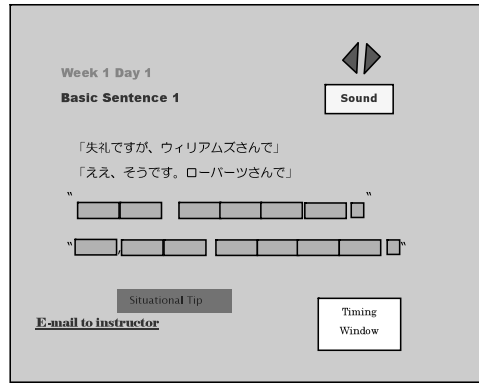 Week 1 Day 1
Basic Sentence 1
Sound
「失礼ですが、ウィリアムズさんで」
「ええ、そうです。ローバーツさんで」
Situational Tip
E-mail to instructor
Timing
Window